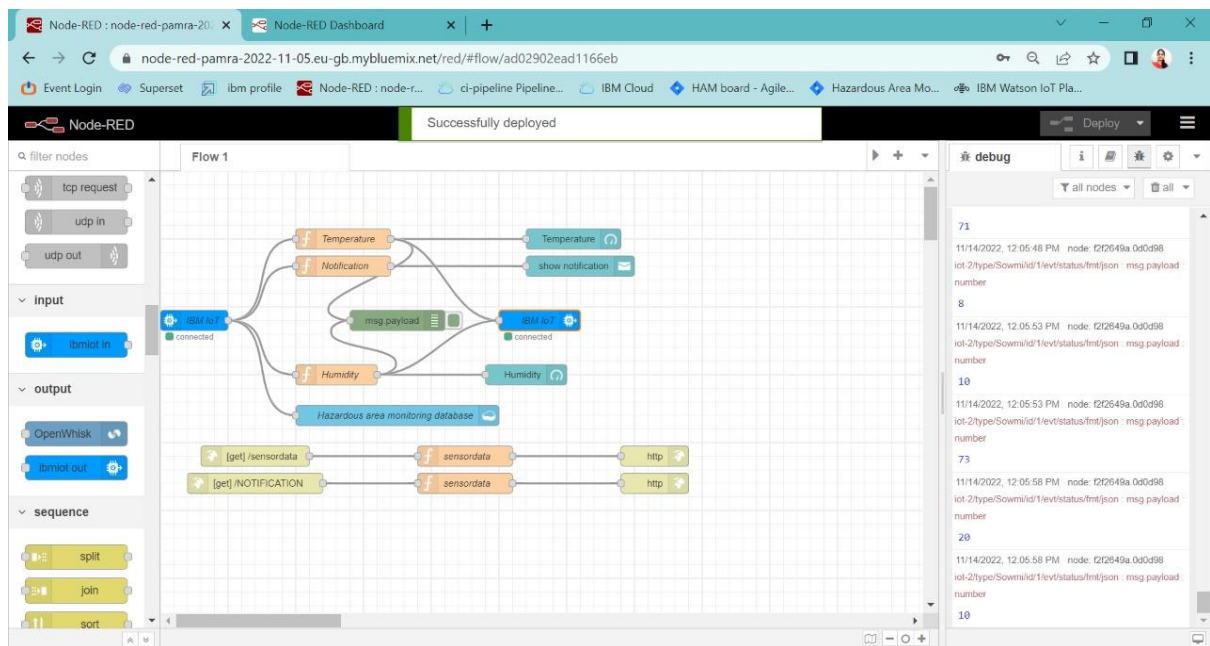 Node-RED : node-red-pamra-20
Node-RED Dashboard
node-red-pamra-2022-11-05.eu-gb.mybluemix.net/red/#flow/ad02902ead1166eb
Event Login
Superset
ibm profile
Node-RED : node-r...
ci-pipeline Pipeline...
IBM Cloud
HAM board - Agile...
Hazardous Area Mo...
IBM Watson IoT Pla...
Node-RED
Successfully deployed
Deploy
filter nodes
Flow 1
debug
i
all nodes
all
tcp request
udp in
udp out
input
ibmiot in
output
OpenWhisk
ibmiot out
sequence
split
join
sort
Temperature
Temperature
Notification
show notification
IBM IoT
connected
msg.payload
IBM IoT
connected
f Humidity
Humidity
Hazardous area monitoring database
[get] /sensordata
f sensordata
http
[get] /NOTIFICATION
f sensordata
http
71
11/14/2022, 12:05:48 PM node: f2f2649a.0d0d98
iot-2/type/Sowmi/id/1/evt/status/fmt/json : msg.payload :
number
8
11/14/2022, 12:05:53 PM node: f2f2649a.0d0d98
iot-2/type/Sowmi/id/1/evt/status/fmt/json : msg.payload :
number
10
11/14/2022, 12:05:53 PM node: f2f2649a.0d0d98
iot-2/type/Sowmi/id/1/evt/status/fmt/json : msg.payload :
number
73
11/14/2022, 12:05:58 PM node: f2f2649a.0d0d98
iot-2/type/Sowmi/id/1/evt/status/fmt/json : msg.payload :
number
20
11/14/2022, 12:05:58 PM node: f2f2649a.0d0d98
iot-2/type/Sowmi/id/1/evt/status/fmt/json : msg.payload :
number
10